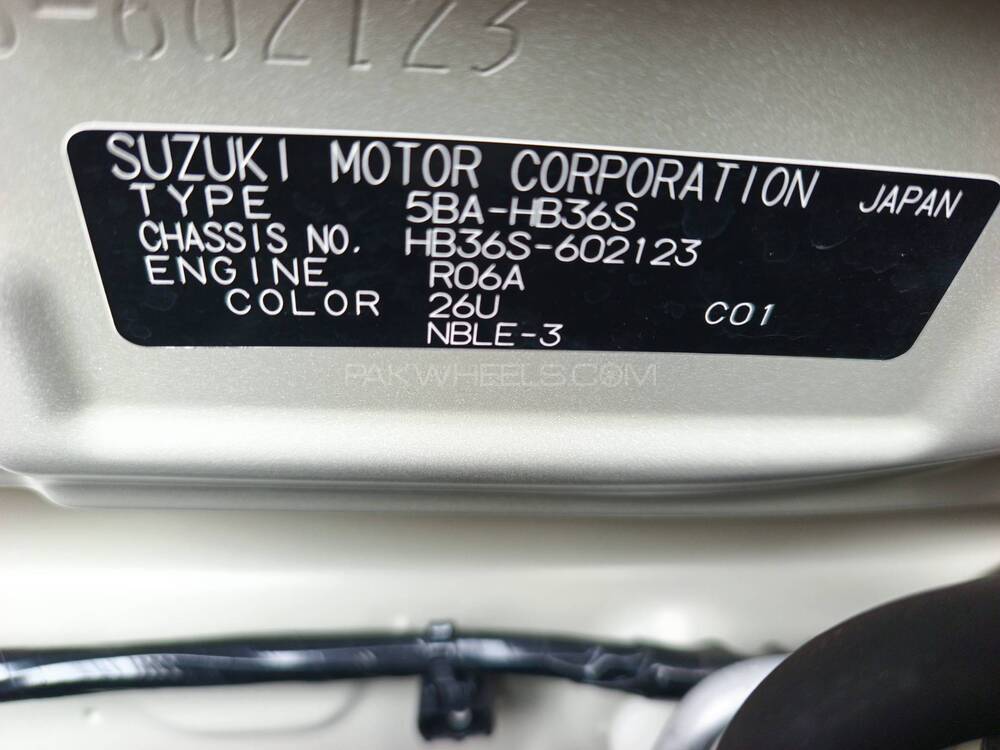 -602123
SUZUKI MOTOR CORPORATION JAPAN
TYPE 5BA-HB36S
CHASSIS NO. HB36S-602123
ENGINE R06A
COLOR 26U C01
NBLE-3
PAKWHEELS.COM